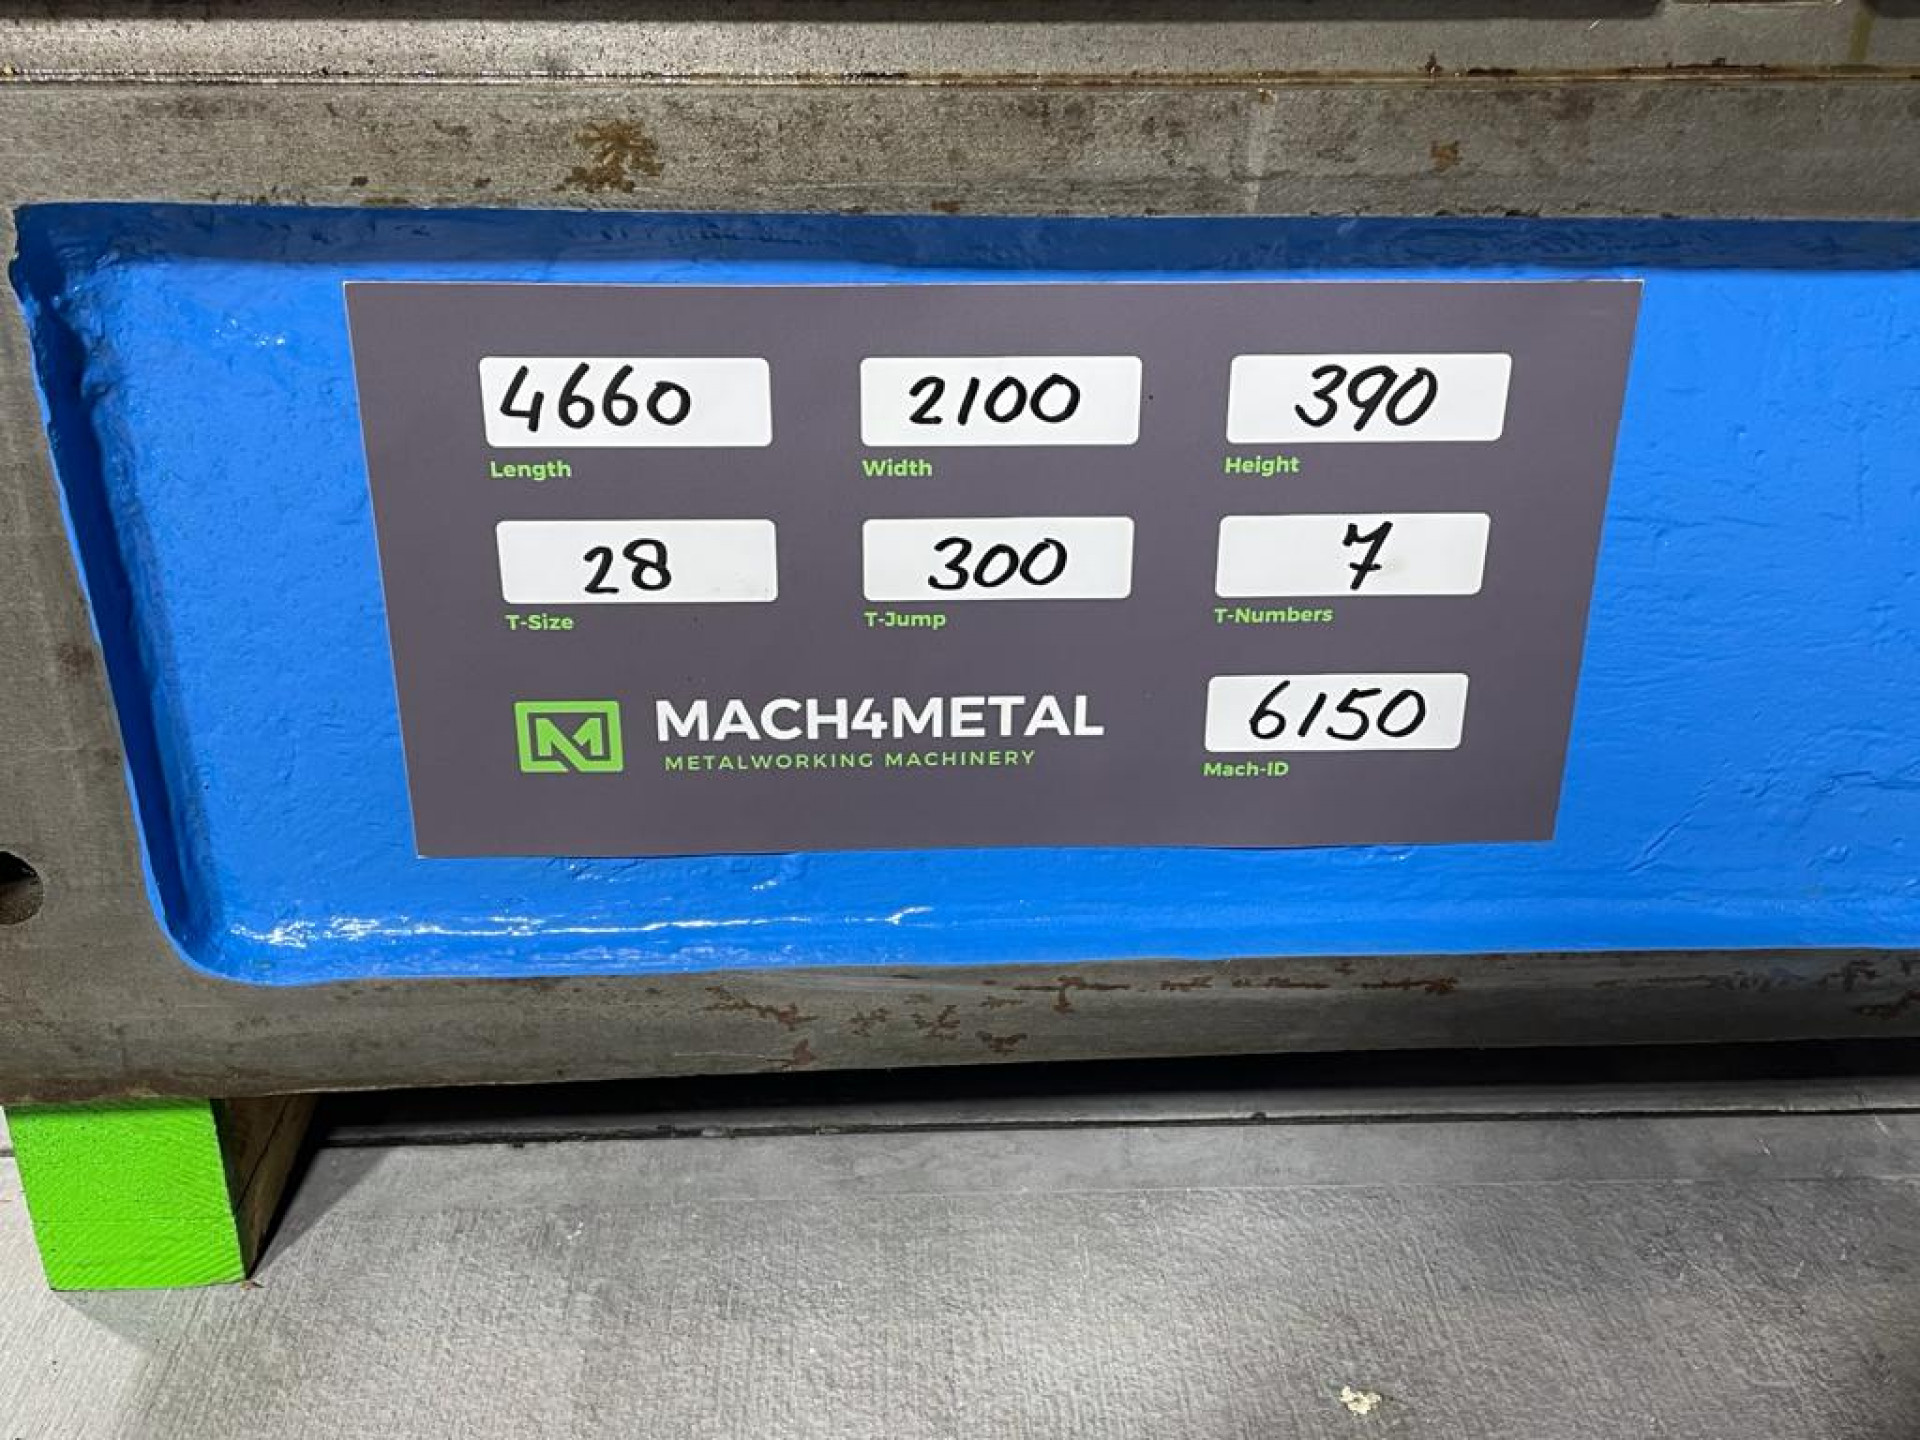 4660 2100 390
Length Width Height
28 300 7
T-Size T-Jump T-Numbers
MACH4METAL 6150
METALWORKING MACHINERY Mach-ID